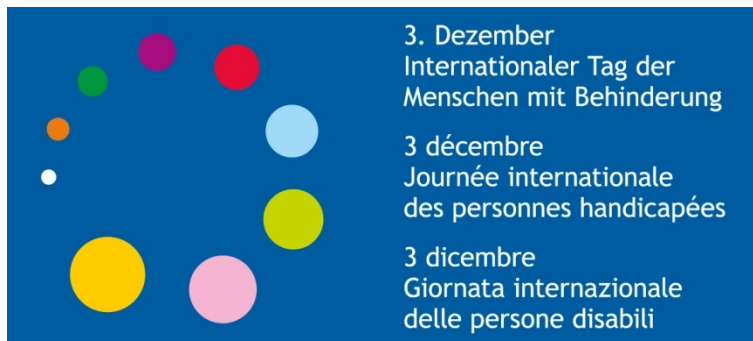 3. Dezember
Internationaler Tag der
Menschen mit Behinderung
3 décembre
Journée internationale
des personnes handicapées
3 dicembre
Giornata internazionale
delle persone disabili